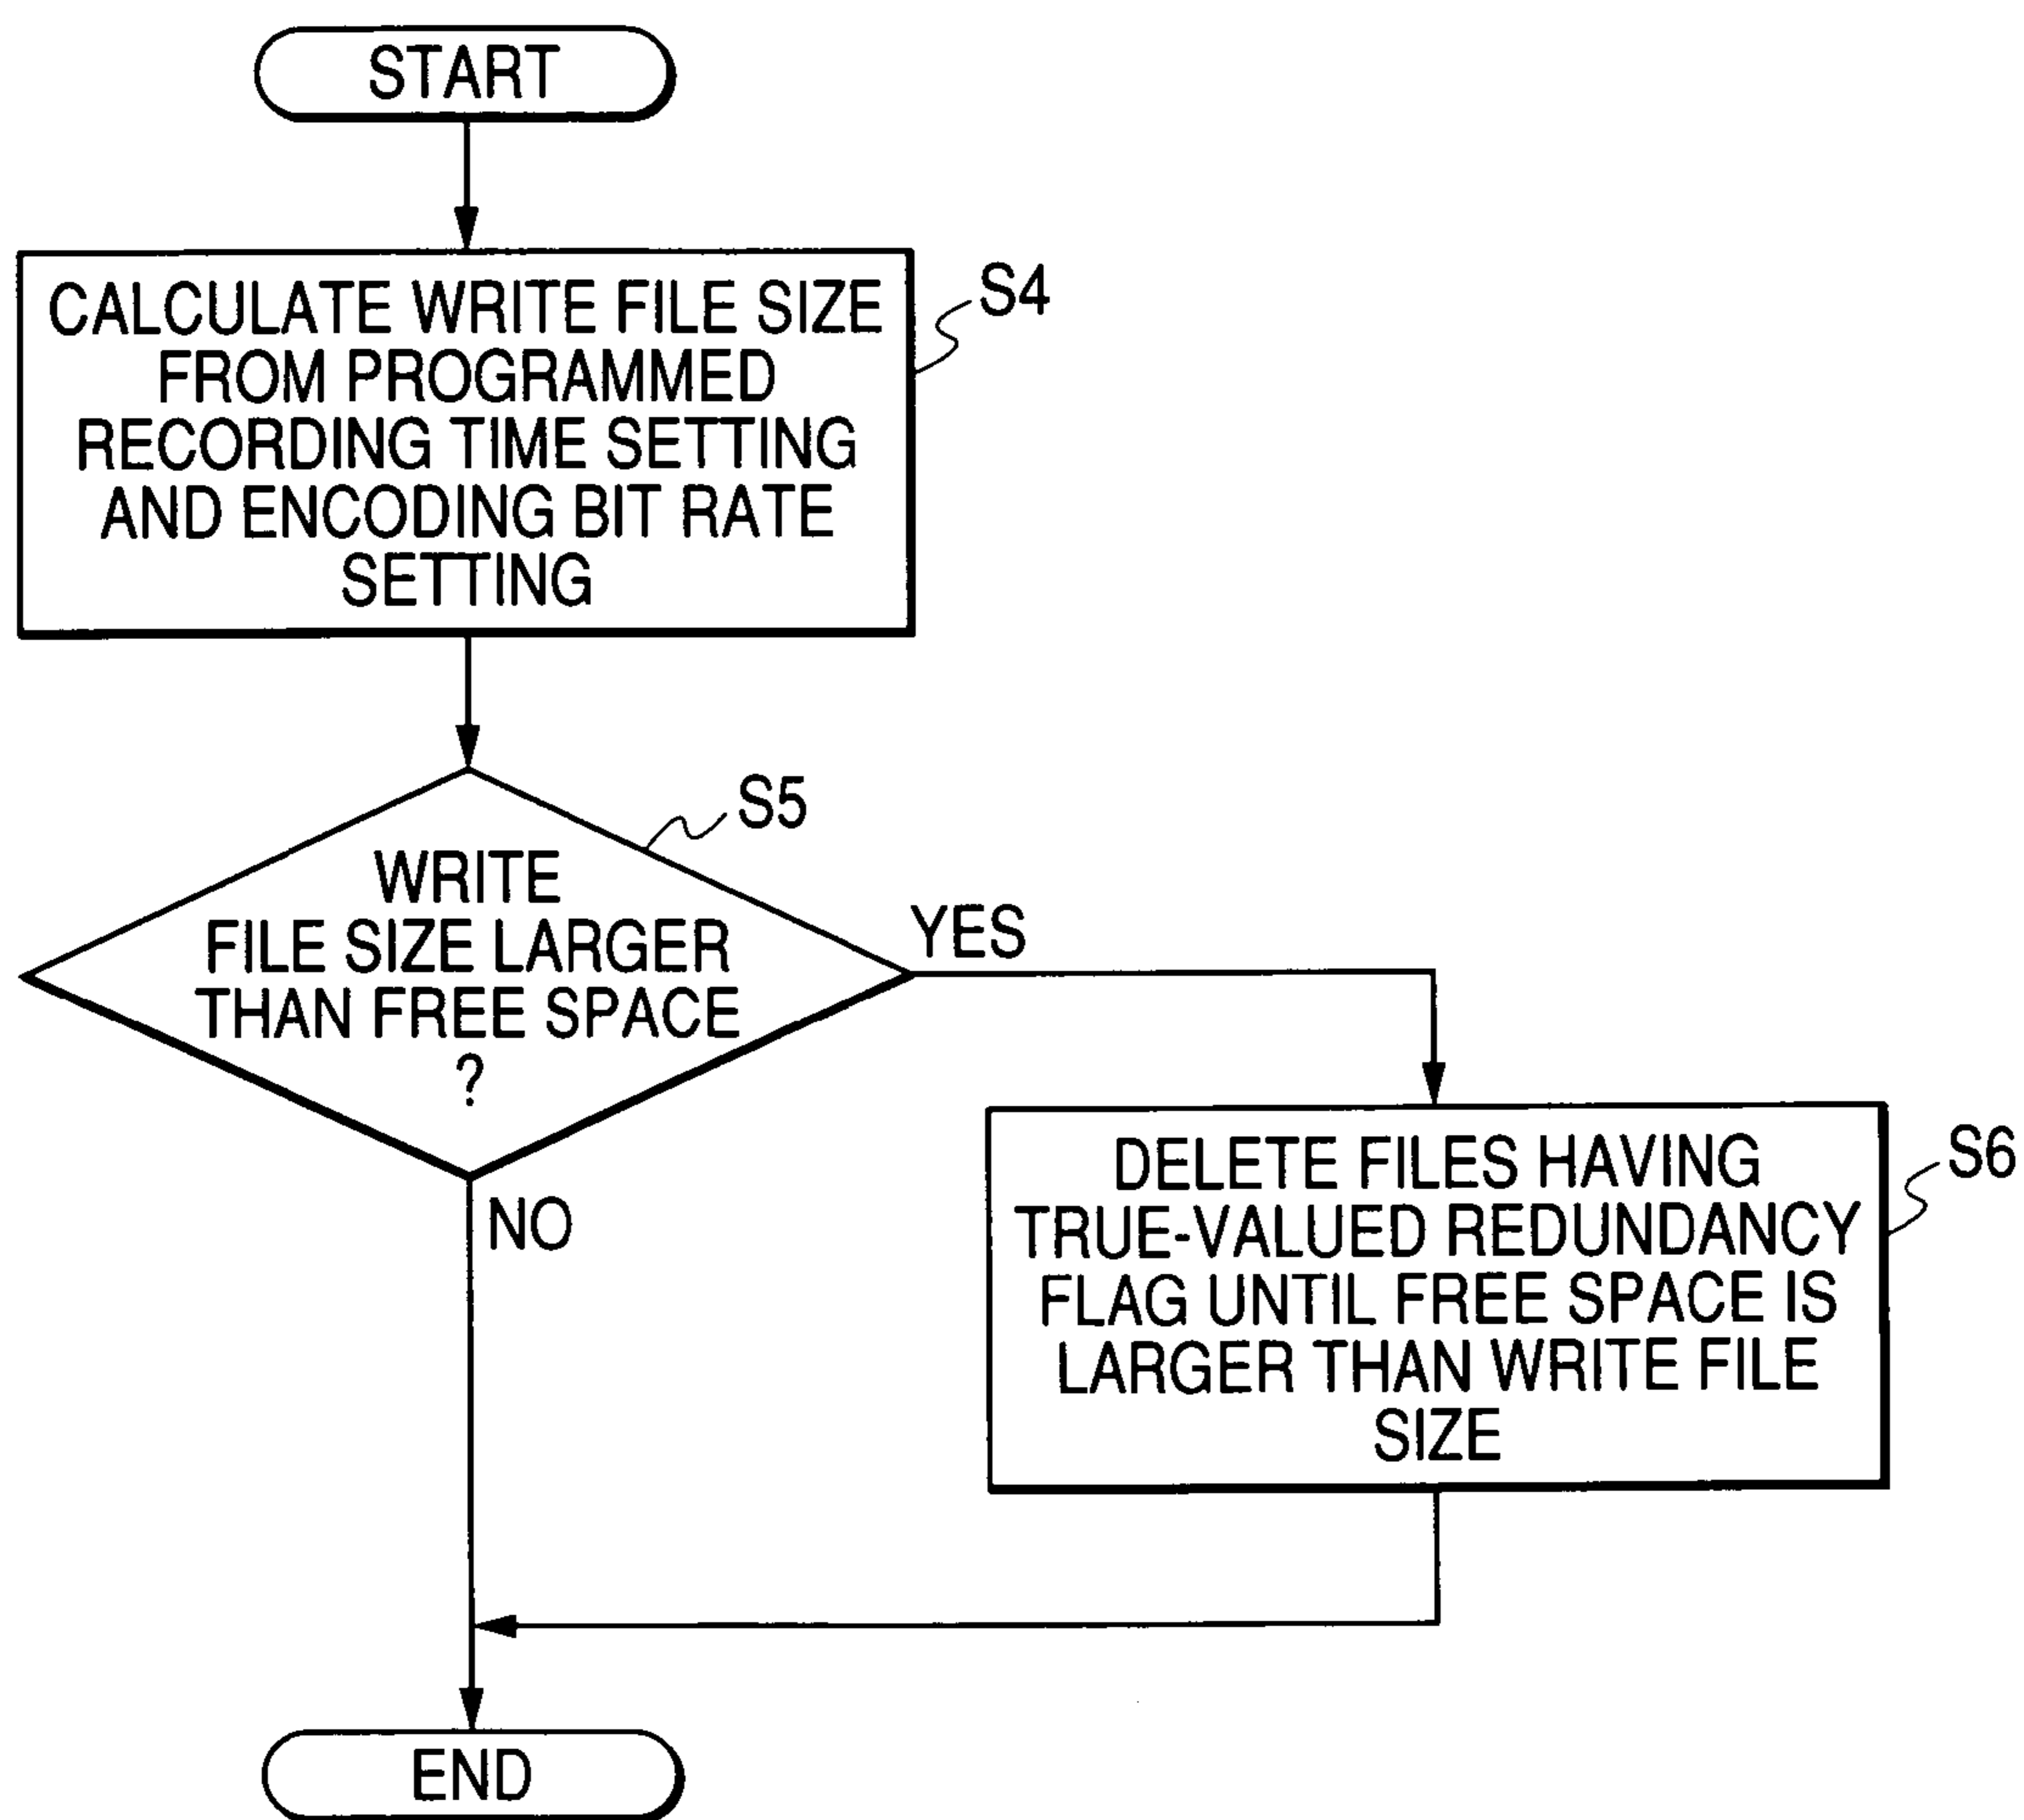 START
CALCULATE WRITE FILE SIZE
FROM PROGRAMMED
RECORDING TIME SETTING
AND ENCODING BIT RATE
SETTING
S4
S5
WRITE
FILE SIZE LARGER
THAN FREE SPACE
?
YES
NO
DELETE FILES HAVING
TRUE-VALUED REDUNDANCY
FLAG UNTIL FREE SPACE IS
LARGER THAN WRITE FILE
SIZE
S6
END